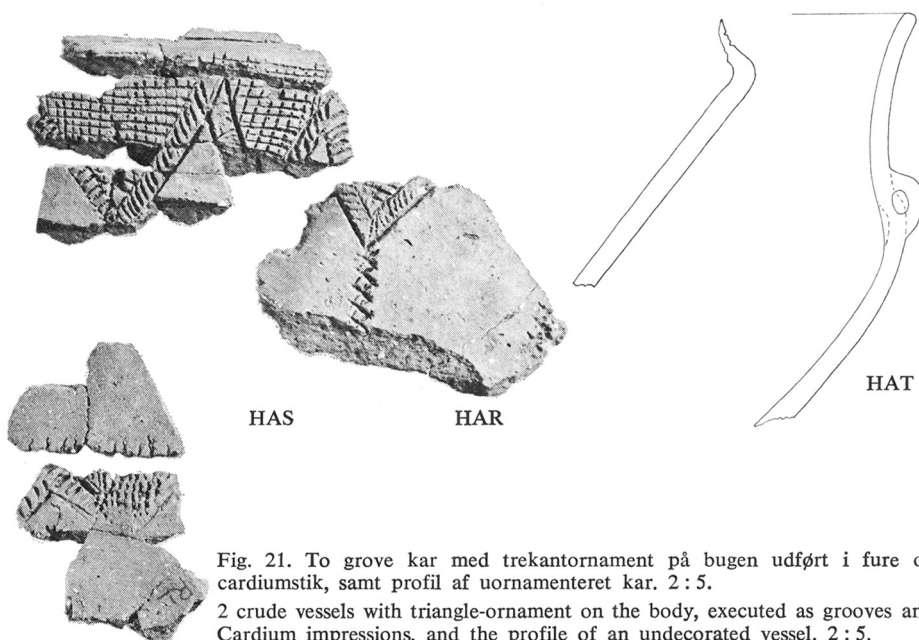 HAT
HAS HAR
Fig. 21. To grove kar med trekantornament på bugen udført i fure
cardiumstik, samt profil af uornamenteret kar. 2 : 5.
2 crude vessels with triangle-ornament on the body, executed as grooves
Cardium impressions, and the profile of an undecorated vessel. 2 : 5.